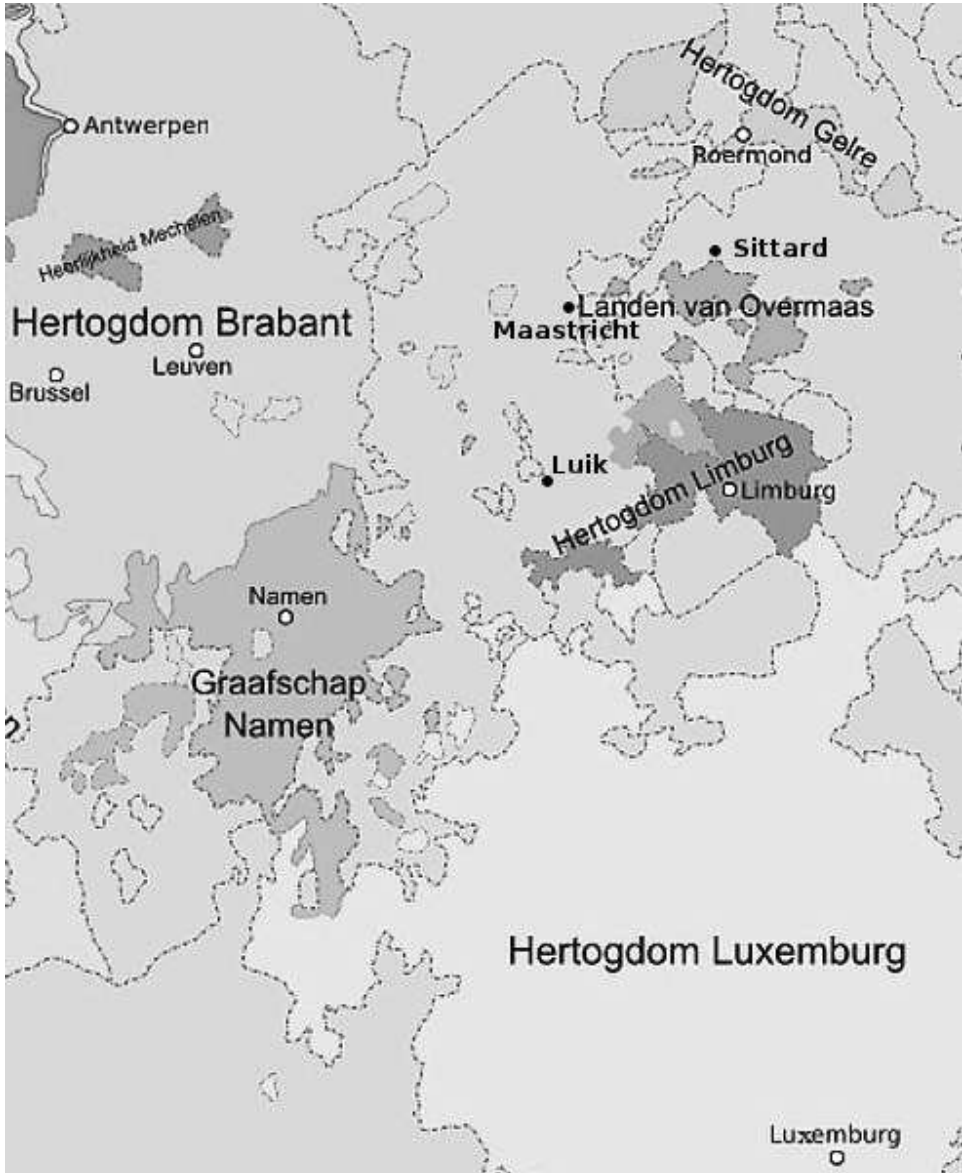 Hertogdom Gelre
Antwerpen
Roermond
Heerlijkheid Mechelen
Sittard
Landen van Overmaas
Hertogdom Brabant
Maastricht
Leuven
Brussel
Luik
Hertogdom Limburg
Limburg
Namen
Graafschap
Namen
Hertogdom Luxemburg
Luxemburg